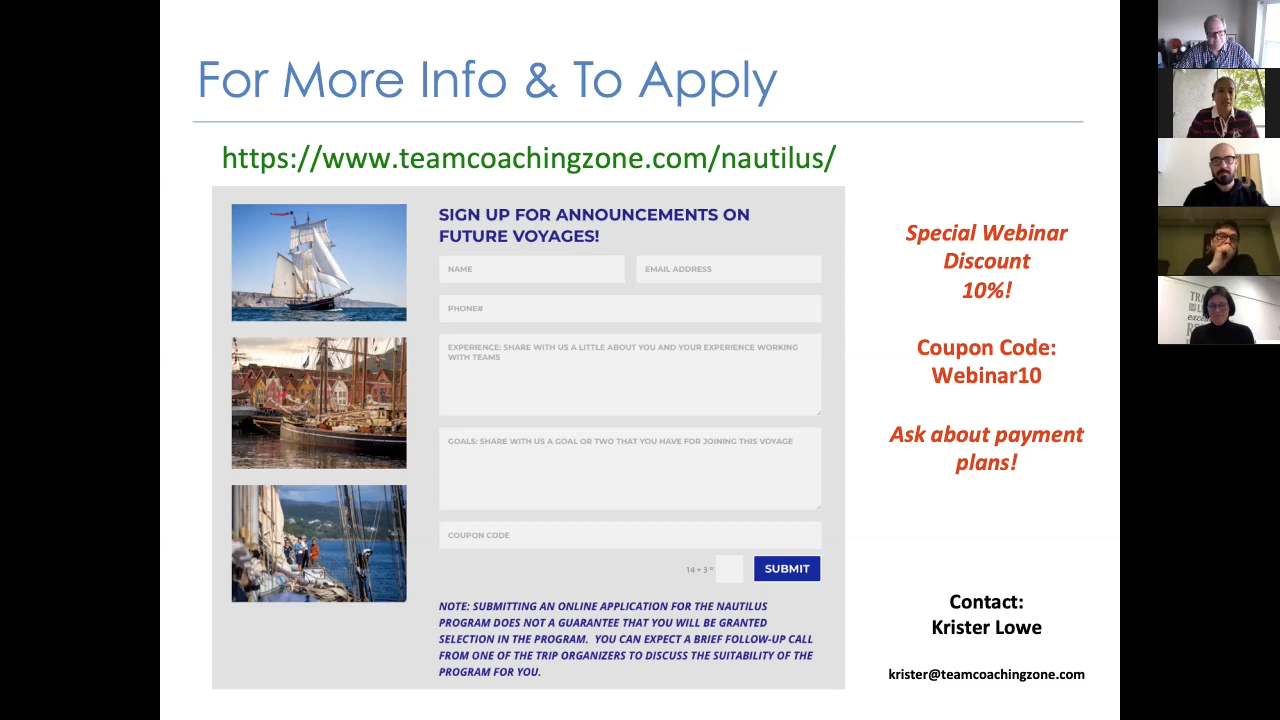 For More Info & To Apply
https://www.teamcoachingzone.com/nautilus/
SIGN UP FOR ANNOUNCEMENTS ON
FUTURE VOYAGES!
NAME
EMAIL ADDRESS
PHONE#
EXPERIENCE: SHARE WITH US A LITTLE ABOUT YOU AND YOUR EXPERIENCE WORKING
WITH TEAMS
GOALS: SHARE WITH US A GOAL OR TWO THAT YOU HAVE FOR JOINING THIS VOYAGE
COUPON CODE
14 + 3 =
SUBMIT
NOTE: SUBMITTING AN ONLINE APPLICATION FOR THE NAUTILUS
PROGRAM DOES NOT A GUARANTEE THAT YOU WILL BE GRANTED
SELECTION IN THE PROGRAM. YOU CAN EXPECT A BRIEF FOLLOW-UP CALL
FROM ONE OF THE TRIP ORGANIZERS TO DISCUSS THE SUITABILITY OF THE
PROGRAM FOR YOU.
Special Webinar
Discount
10%!
Coupon Code:
Webinar10
Ask about payment
plans!
Contact:
Krister Lowe
krister@teamcoachingzone.com